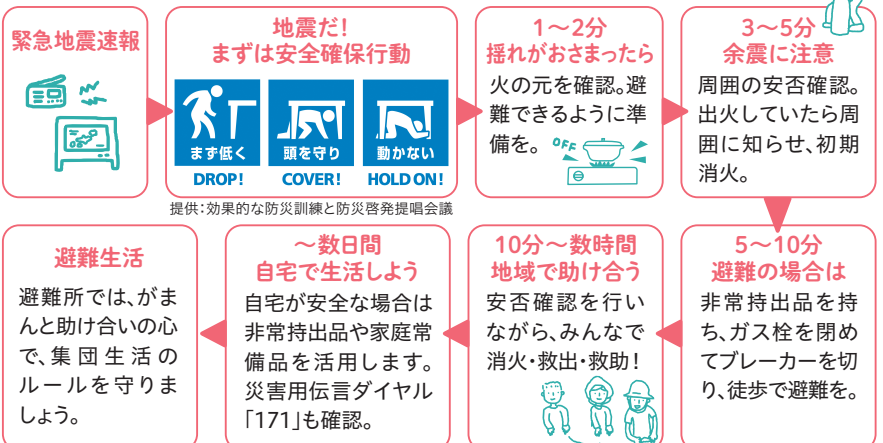 緊急地震速報
地震だ!
まずは安全確保行動
まず低く
頭を守り
動かない
DROP!
COVER!
HOLD ON!
提供:効果的な防災訓練と防災啓発提唱会議
1～2分
揺れがおさまったら
火の元を確認。避
難できるように準
備を。
OFF
3～5分
余震に注意
周囲の安否確認。
出火していたら周
囲に知らせ、初期
消火。
5～10分
避難の場合は
非常持出品を持
ち、ガス栓を閉め
てブレーカーを切
り、徒歩で避難を。
10分～数時間
地域で助け合う
安否確認を行い
ながら、みんなで
消火・救出・救助!
～数日間
自宅で生活しよう
自宅が安全な場合は
非常持出品や家庭常
備品を活用します。
災害用伝言ダイヤル
「171」も確認。
避難生活
避難所では、がま
んと助け合いの心
で、集団生活の
ルールを守りま
しょう。